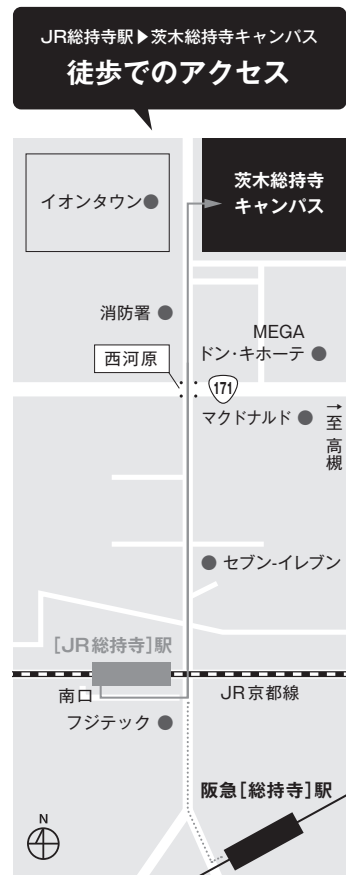 JR総持寺駅▶茨木総持寺キャンパス
徒歩でのアクセス
茨木総持寺
キャンパス
イオンタウン
消防署
MEGA
ドン・キホーテ
西河原
171
マクドナルド
→至 高槻
セブン-イレブン
[JR総持寺]駅
南口
JR京都線
フジテック
阪急[総持寺]駅
N